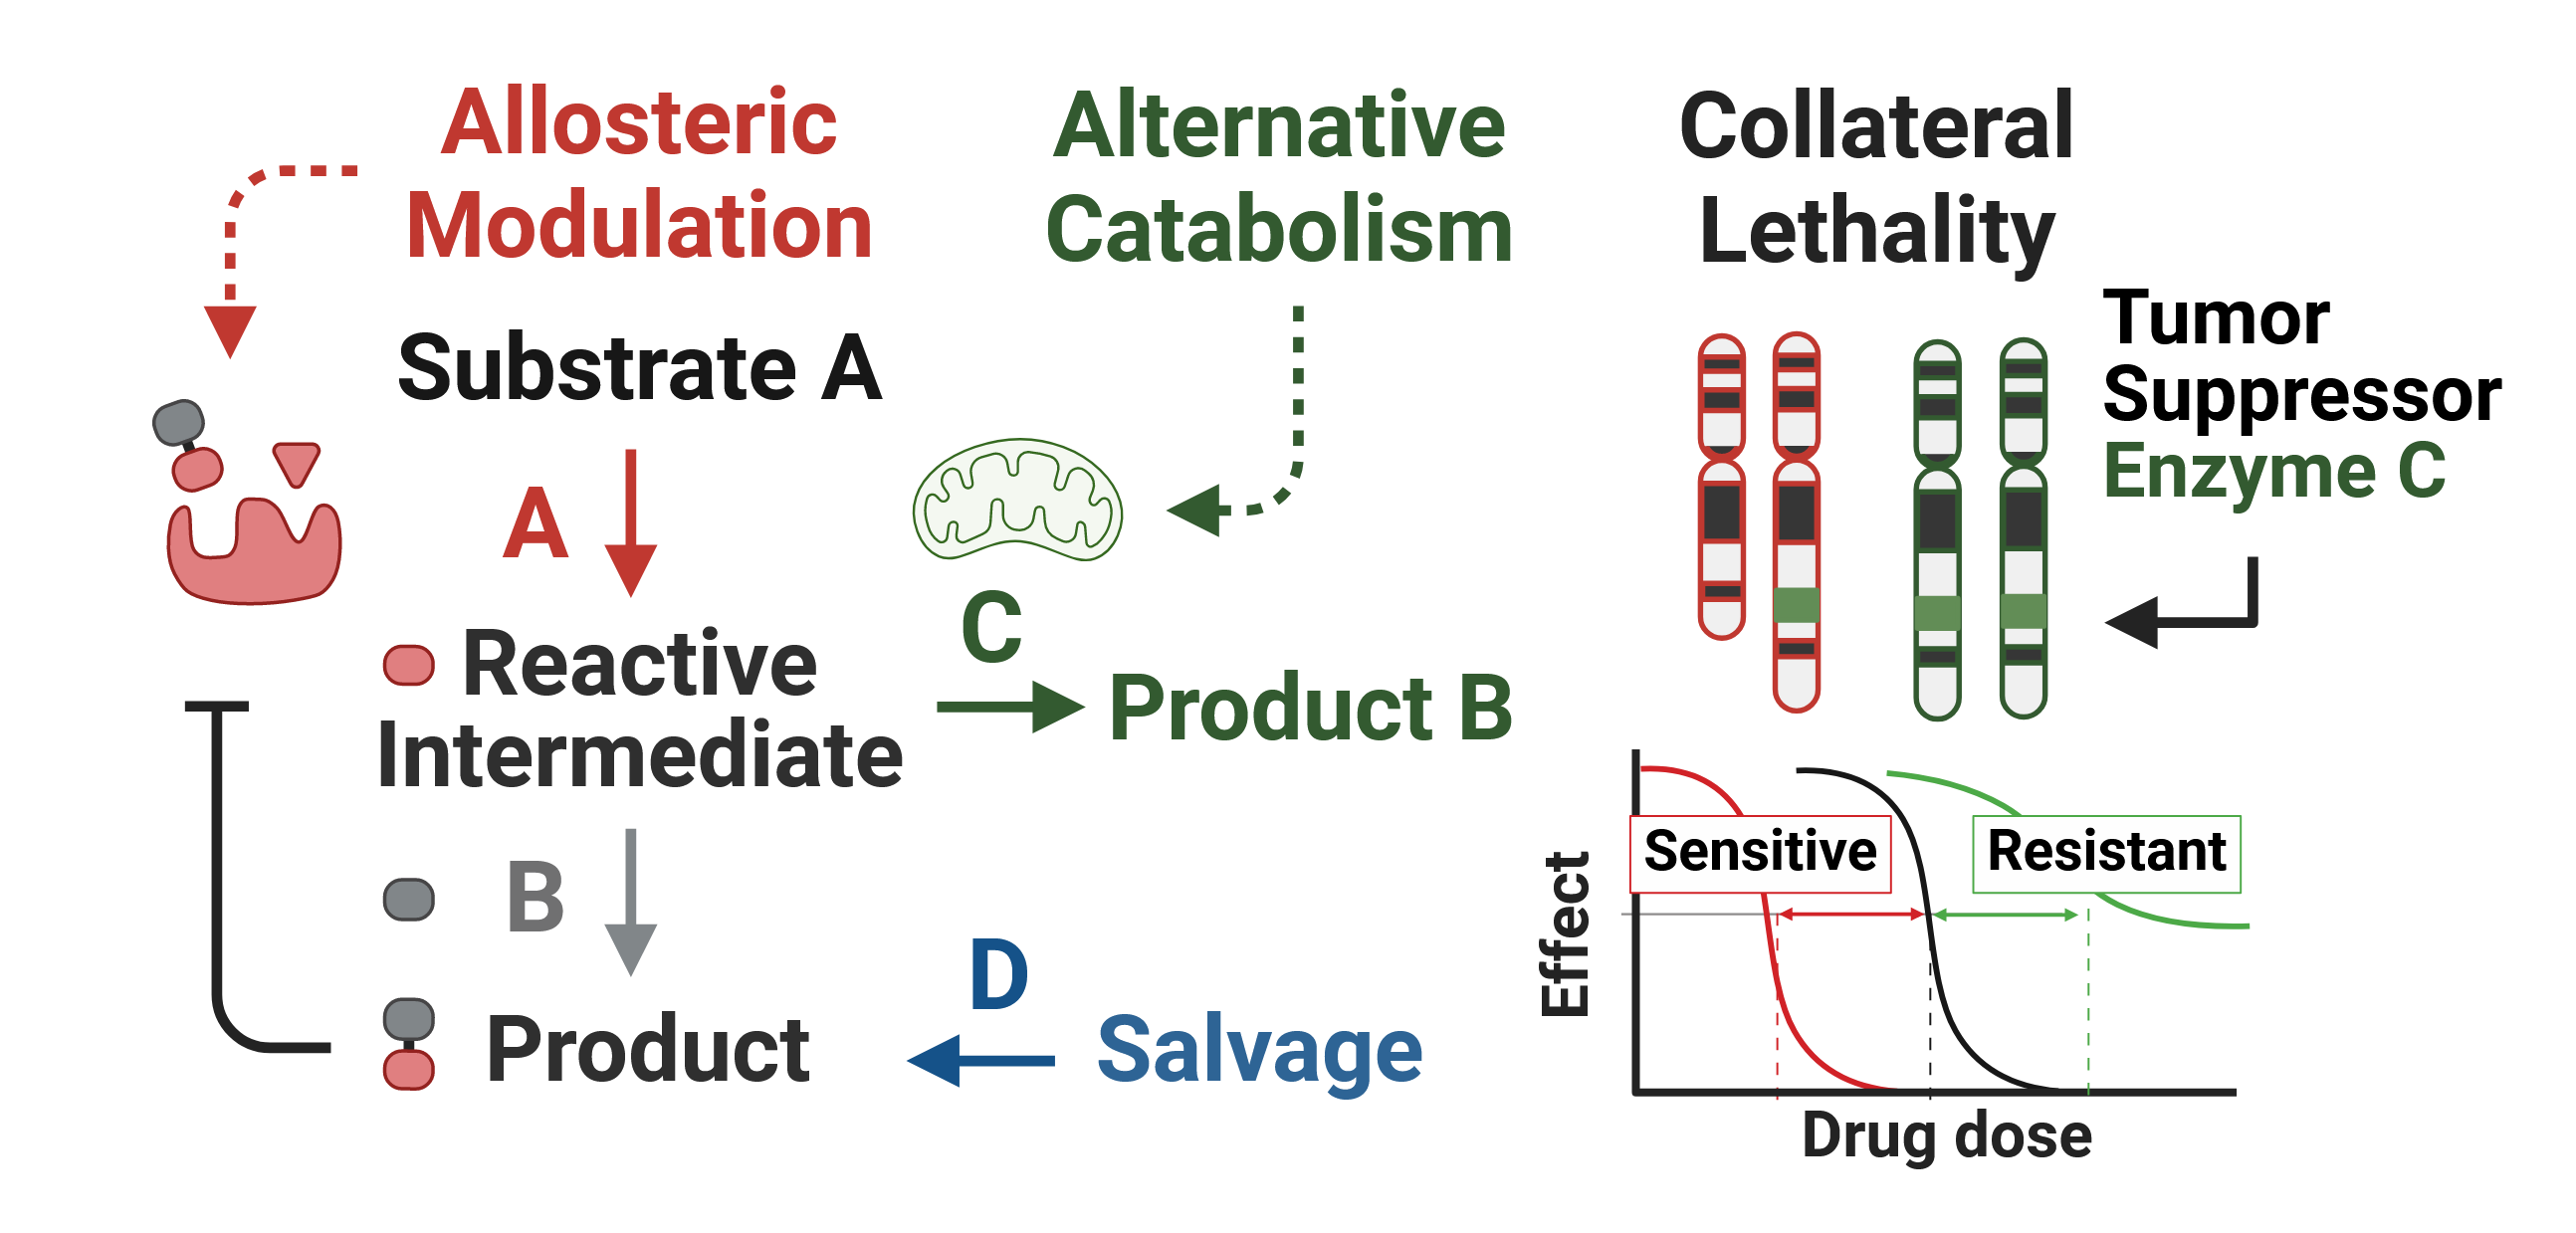 Allosteric
Modulation
Substrate A
A
Reactive
Intermediate
B
Product
Alternative
Catabolism
C
Product B
D
Salvage
Collateral
Lethality
Tumor
Suppressor
Enzyme C
Sensitive
Resistant
Effect
Drug dose